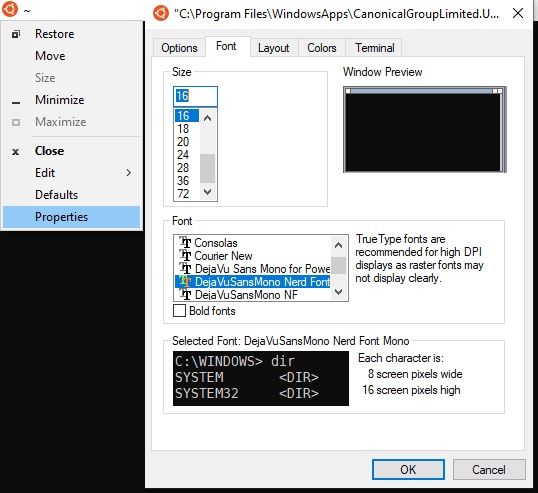 ~
Restore
Move
Size
Minimize
Maximize
Close
Edit
Defaults
Properties
"C:\Program Files\WindowsApps\CanonicalGroupLimited.U...
Options Font Layout Colors Terminal
Size
16
16
18
20
24
28
36
72
Window Preview
Font
Consolas
Courier New
DejaVu Sans Mono for Powe
DejaVuSansMono Nerd Font
DejaVuSansMono NF
Bold fonts
TrueType fonts are
recommended for high DPI
displays as raster fonts may
not display clearly.
Selected Font: DejaVuSansMono Nerd Font Mono
C:\WINDOWS> dir
SYSTEM <DIR>
SYSTEM32 <DIR>
Each character is:
8 screen pixels wide
16 screen pixels high
OK Cancel